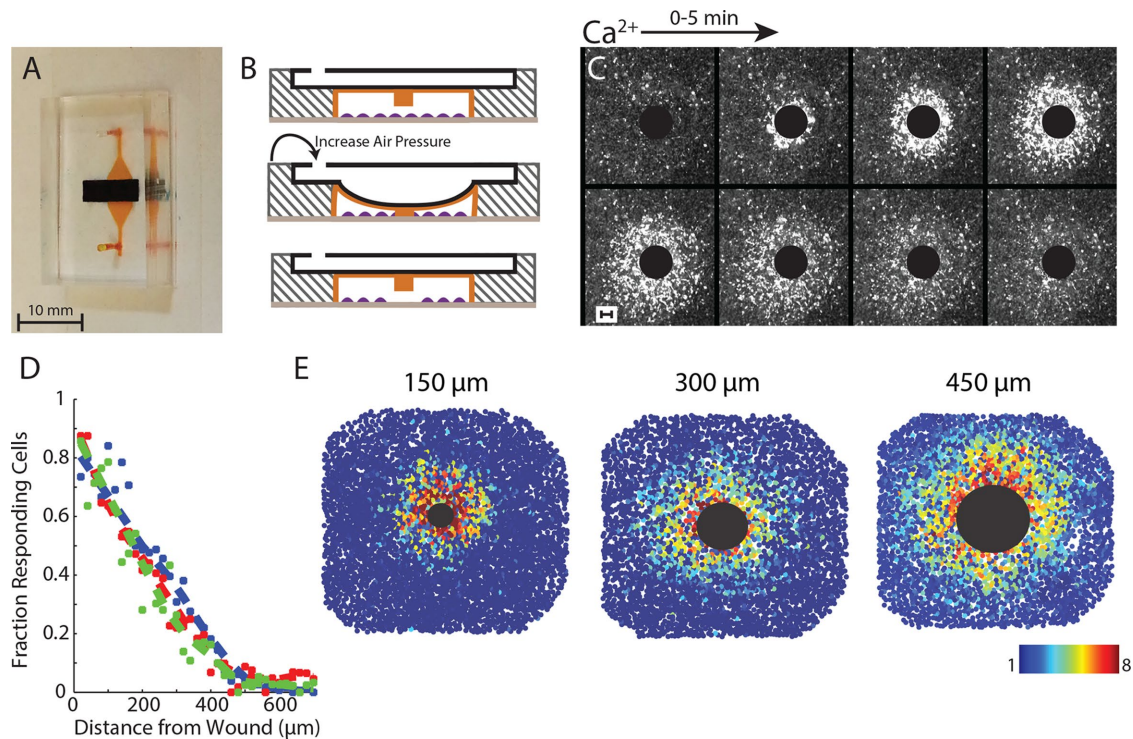 Ca2+
0-5 min
A
B
C
Increase Air Pressure
10 mm
D
E
150 µm
300 µm
450 µm
Fraction Responding Cells
1
0.8
0.6
0.4
0.2
0
0
200
400
600
Distance from Wound (µm)
1
8